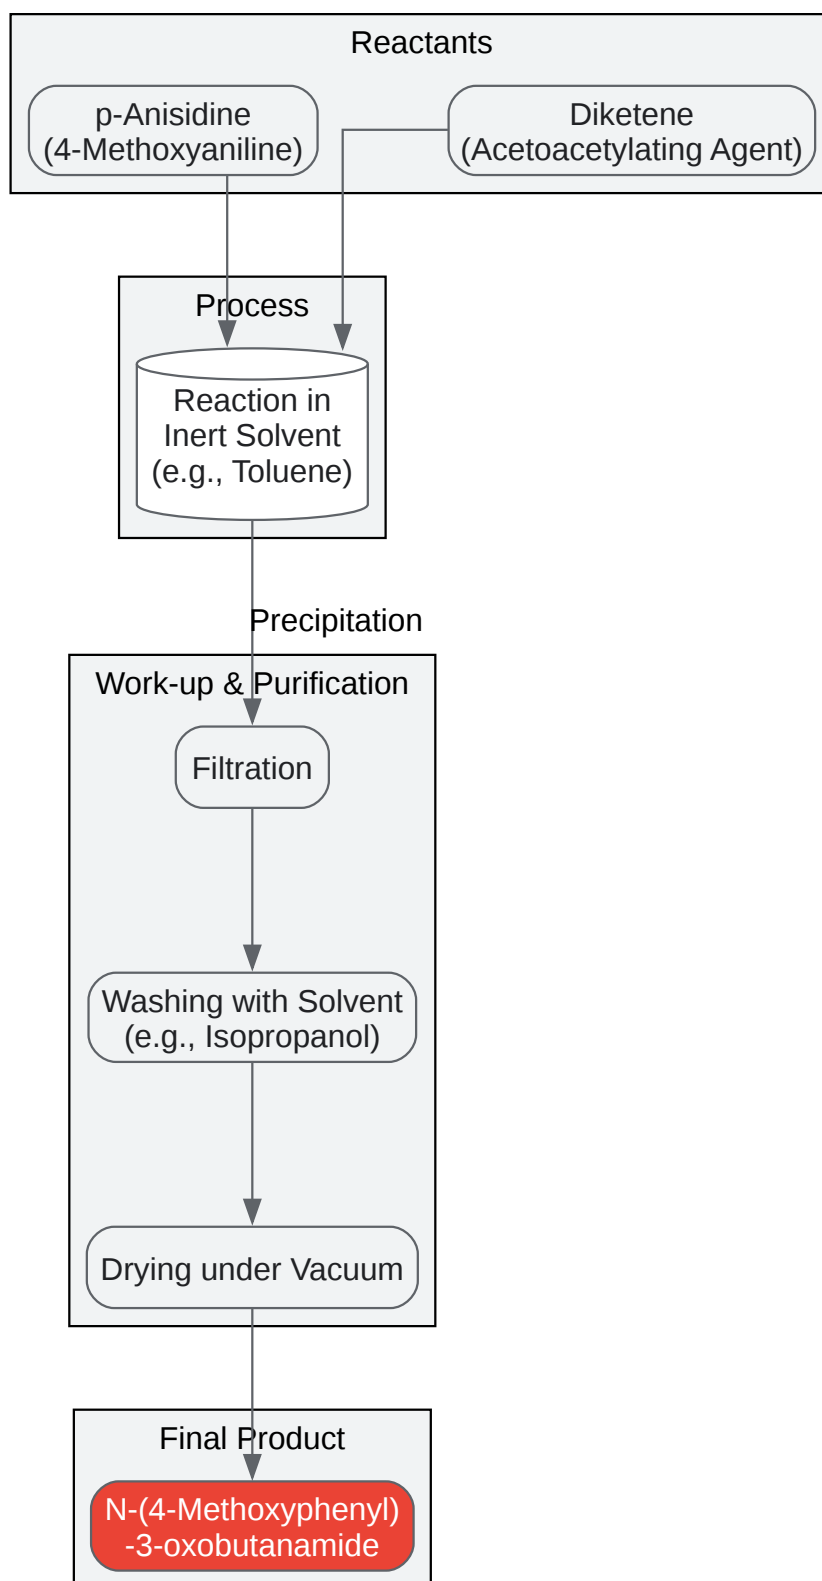 Reactants
p-Anisidine
(4-Methoxyaniline)
Diketene
(Acetoacetylating Agent)
Process
Reaction in
Inert Solvent
(e.g., Toluene)
Precipitation
Work-up & Purification
Filtration
Washing with Solvent
(e.g., Isopropanol)
Drying under Vacuum
Final Product
N-(4-Methoxyphenyl)
-3-oxobutanamide